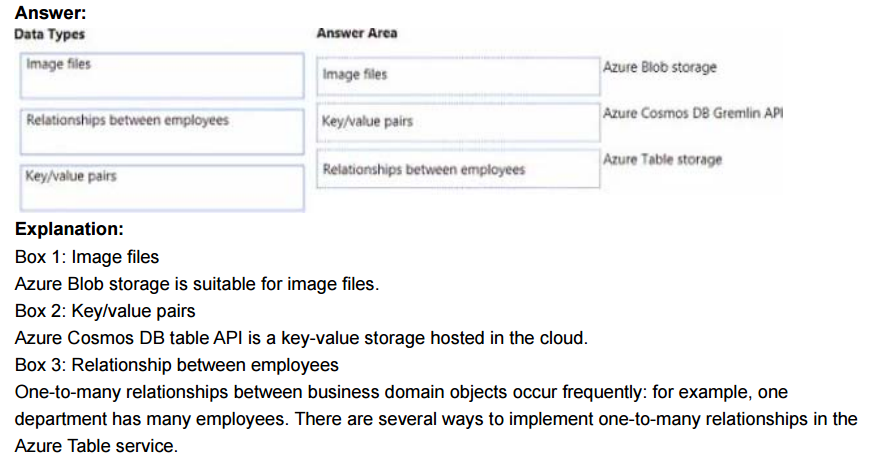 Answer:
Data Types Answer Area
Image files
Image files Azure Blob storage
Relationships between employees
Key/value pairs Azure Cosmos DB Gremlin API
Key/value pairs
Relationships between employees Azure Table storage
Explanation:
Box 1: Image files
Azure Blob storage is suitable for image files.
Box 2: Key/value pairs
Azure Cosmos DB table API is a key-value storage hosted in the cloud.
Box 3: Relationship between employees
One-to-many relationships between business domain objects occur frequently: for example, one
department has many employees. There are several ways to implement one-to-many relationships in the
Azure Table service.